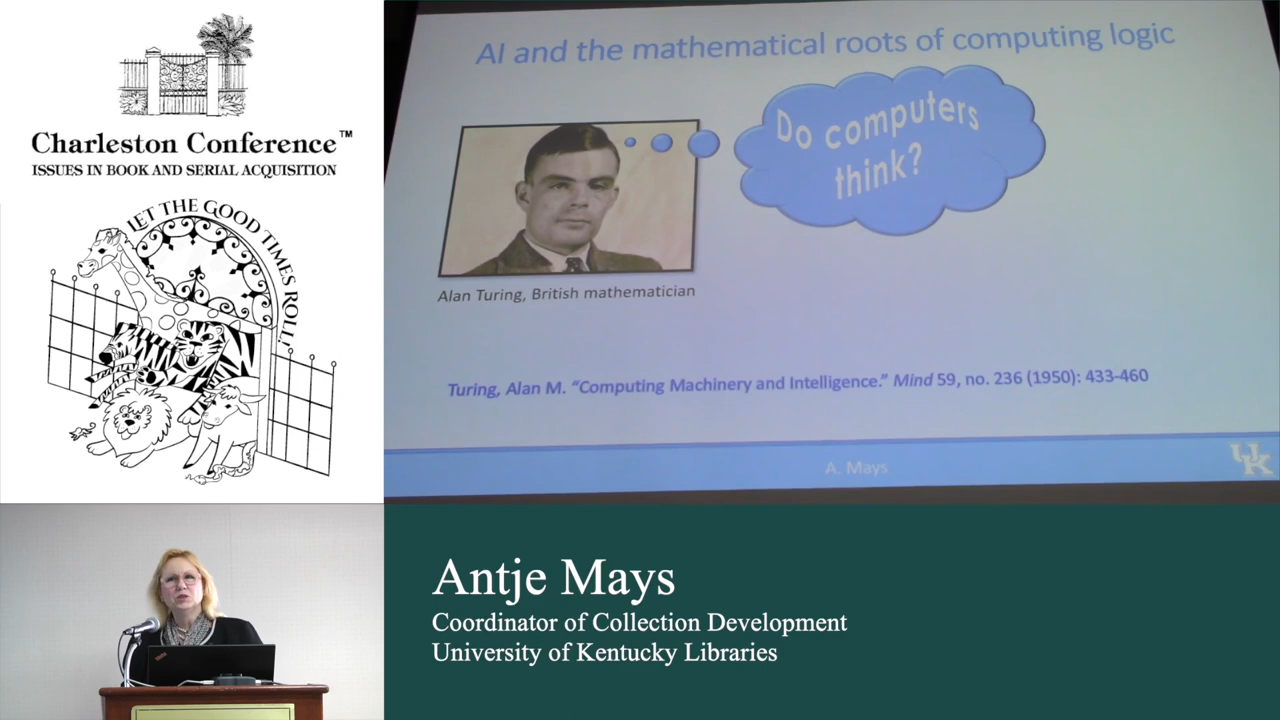 Charleston Conference™
ISSUES IN BOOK AND SERIAL ACQUISITION
LET THE GOOD TIMES ROLL!
AI and the mathematical roots of computing logic
Do computers
think?
Alan Turing, British mathematician
Turing, Alan M. “Computing Machinery and Intelligence.” Mind 59, no. 236 (1950): 433-460
A. Mays
UK
Antje Mays
Coordinator of Collection Development
University of Kentucky Libraries